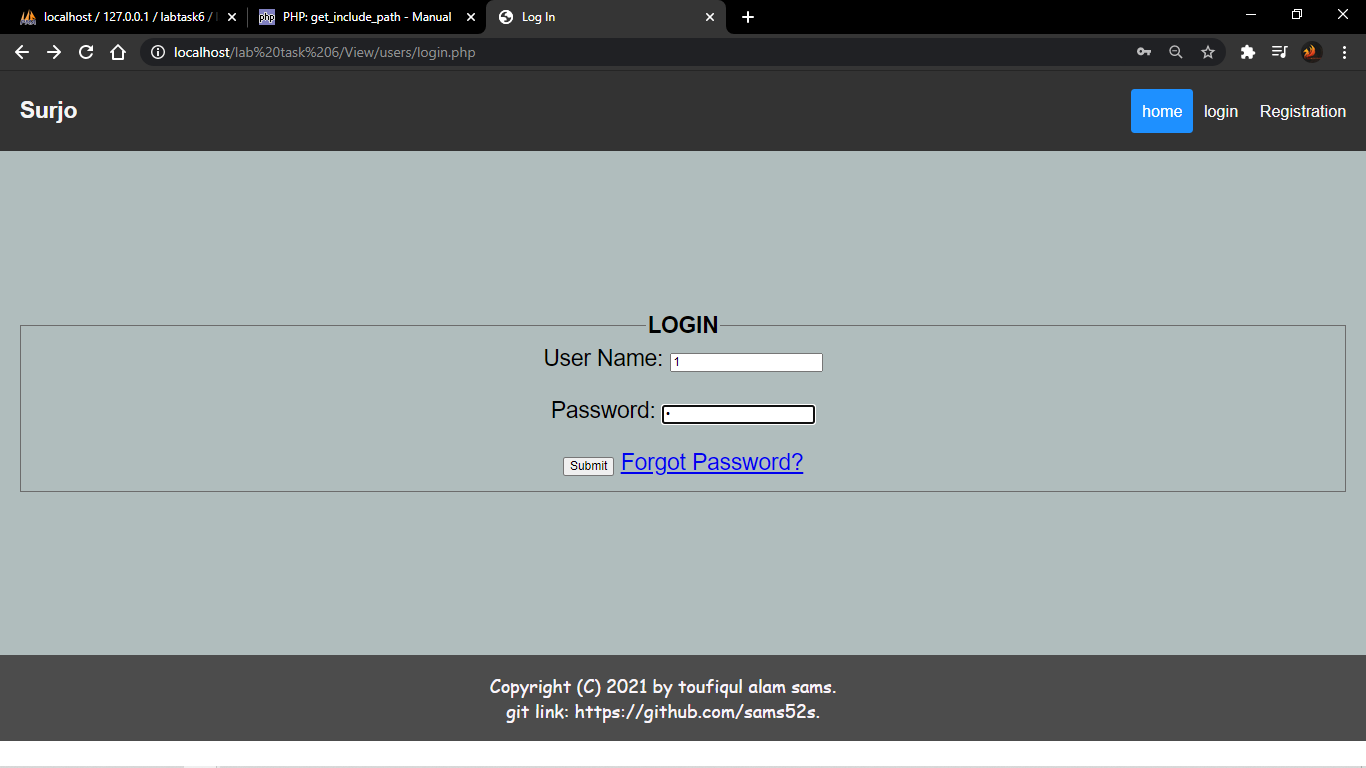 localhost / 127.0.0.1 / labtask6 /
php PHP: get_include_path - Manual
Log In
localhost/lab%20task%206/View/users/login.php
Surjo
home login Registration
LOGIN
User Name: 1
Password: •
Submit Forgot Password?
Copyright (C) 2021 by toufiqul alam sams.
git link: https://github.com/sams52s.